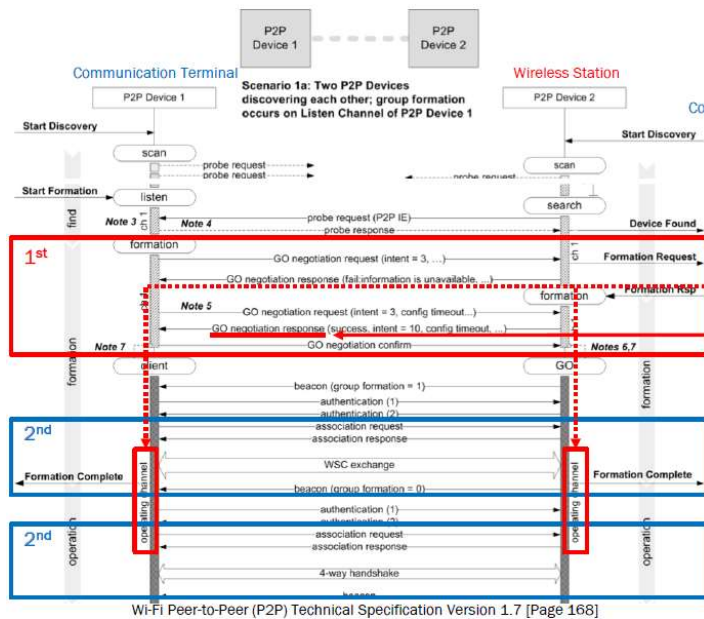 P2P
Device 1
P2P
Device 2
Communication Terminal
Wireless Station
P2P Device 1
Scenario 1a: Two P2P Devices
discovering each other; group formation
occurs on Listen Channel of P2P Device 1
P2P Device 2
Co
Start Discovery
Start Discovery
scan
probe request
scan
probe request
probe request
Start Formation
listen
search
find
Note 3
ch 1
Note 4
probe request (P2P IE)
probe response
Device Found
1st
formation
GO negotiation request (intent = 3, ...)
ch 1
Formation Request
GO negotiation response (fail:information is unavailable, ...)
Formation Rsp
formation
Note 5
GO negotiation request (intent = 3, config timeout...)
GO negotiation response (success, intent = 10, config timeout, ...)
Note 7
GO negotiation confirm
Notes 6,7
formation
client
GO
formation
beacon (group formation = 1)
authentication (1)
authentication (2)
2nd
association request
association response
WSC exchange
Formation Complete
Formation Complete
beacon (group formation = 0)
operating channel
operating channel
authentication (1)
authentication (2)
2nd
association request
association response
operation
operation
4-way handshake
beacon
Wi-Fi Peer-to-Peer (P2P) Technical Specification Version 1.7 [Page 168]